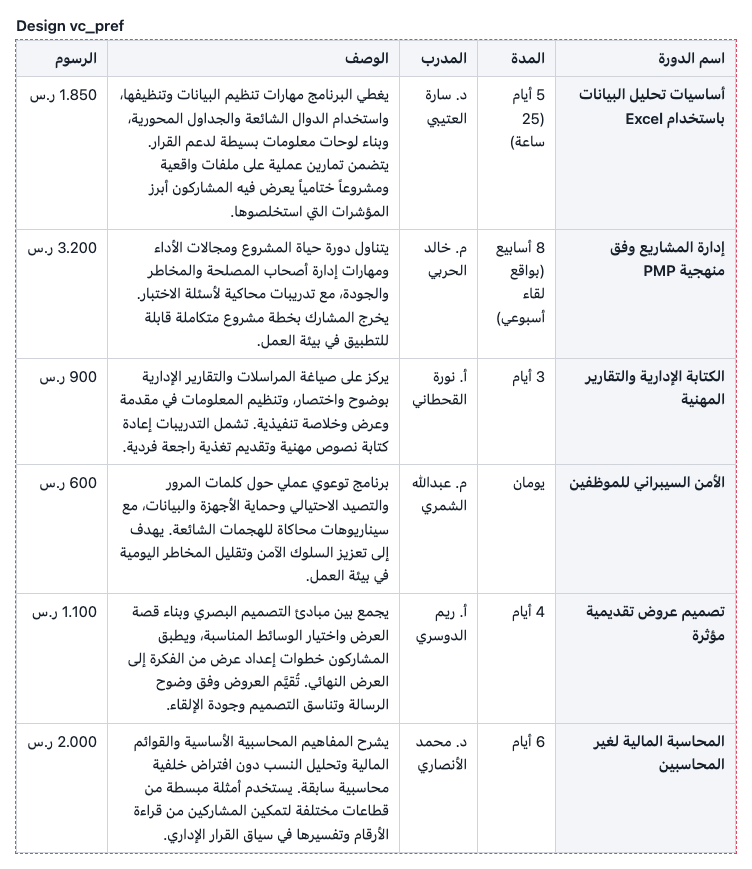 Design vc_pref
اسم الدورة
المدة
المدرب
الوصف
الرسوم
أساسيات تحليل البيانات
باستخدام Excel
5 أيام
(25
ساعة)
د. سارة
العتيبي
يغطي البرنامج مهارات تنظيم البيانات وتنظيفها،
واستخدام الدوال الشائعة والجداول المحورية،
وبناء لوحات معلومات بسيطة لدعم القرار.
يتضمن تمارين عملية على ملفات واقعية
ومشروعاً ختامياً يعرض فيه المشاركون أبرز
المؤشرات التي استخلصوها.
1.850 ر.س
إدارة المشاريع وفق
منهجية PMP
8 أسابيع
(بواقع
لقاء
أسبوعي)
م. خالد
الحربي
يتناول دورة حياة المشروع ومجالات الأداء
ومهارات إدارة أصحاب المصلحة والمخاطر
والجودة، مع تدريبات محاكية لأسئلة الاختبار.
يخرج المشارك بخطة مشروع متكاملة قابلة
للتطبيق في بيئة العمل.
3.200 ر.س
الكتابة الإدارية والتقارير
المهنية
3 أيام
أ. نورة
القحطاني
يركز على صياغة المراسلات والتقارير الإدارية
بوضوح واختصار، وتنظيم المعلومات في مقدمة
وعرض وخلاصة تنفيذية. تشمل التدريبات إعادة
كتابة نصوص مهنية وتقديم تغذية راجعة فردية.
900 ر.س
الأمن السيبراني للموظفين
يومان
م. عبدالله
الشمري
برنامج توعوي عملي حول كلمات المرور
والتصيد الاحتيالي وحماية الأجهزة والبيانات، مع
سيناريوهات محاكاة للهجمات الشائعة. يهدف
إلى تعزيز السلوك الآمن وتقليل المخاطر اليومية
في بيئة العمل.
600 ر.س
تصميم عروض تقديمية
مؤثرة
4 أيام
أ. ريم
الدوسري
يجمع بين مبادئ التصميم البصري وبناء قصة
العرض واختيار الوسائط المناسبة، ويطبق
المشاركون خطوات إعداد عرض من الفكرة إلى
العرض النهائي. تُقيَّم العروض وفق وضوح
الرسالة وتناسق التصميم وجودة الإلقاء.
1.100 ر.س
المحاسبة المالية لغير
المحاسبين
6 أيام
د. محمد
الأنصاري
يشرح المفاهيم المحاسبية الأساسية والقوائم
المالية وتحليل النسب دون افتراض خلفية
محاسبية سابقة. يستخدم أمثلة مبسطة من
قطاعات مختلفة لتمكين المشاركين من قراءة
الأرقام وتفسيرها في سياق القرار الإداري.
2.000 ر.س